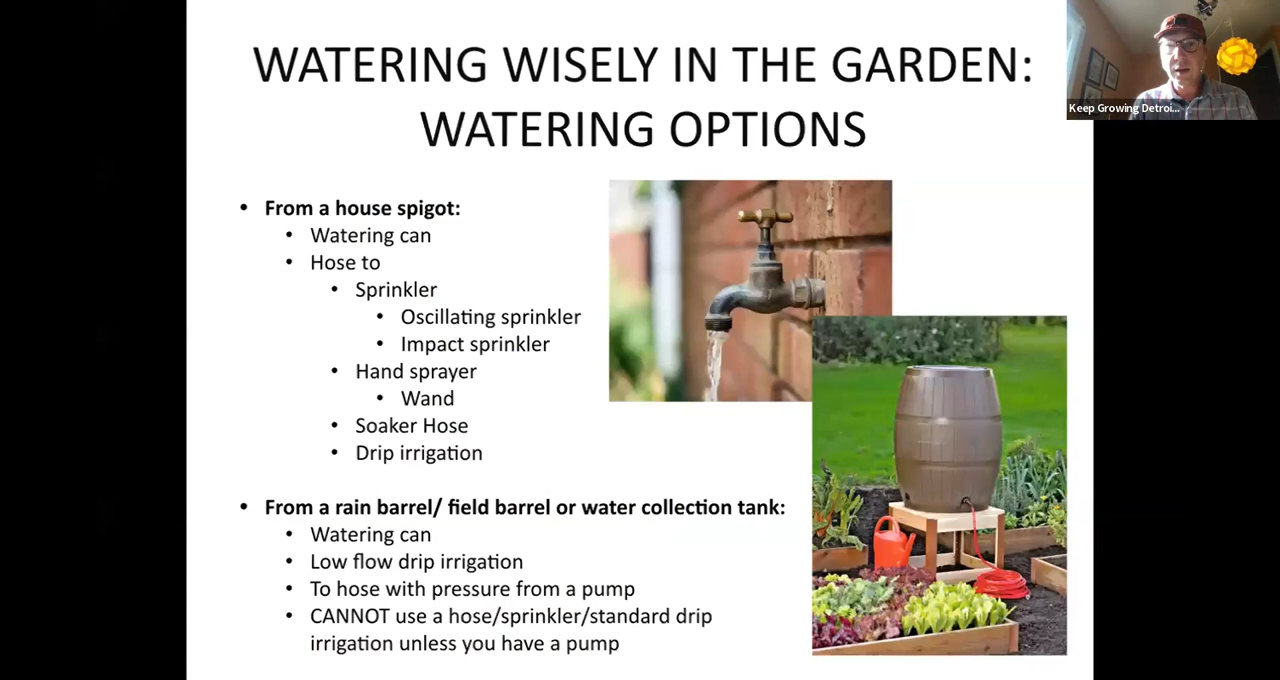 WATERING WISELY IN THE GARDEN:
WATERING OPTIONS
Keep Growing Detroi...
• From a house spigot:
• Watering can
• Hose to
• Sprinkler
• Oscillating sprinkler
• Impact sprinkler
• Hand sprayer
• Wand
• Soaker Hose
• Drip irrigation
• From a rain barrel/ field barrel or water collection tank:
• Watering can
• Low flow drip irrigation
• To hose with pressure from a pump
• CANNOT use a hose/sprinkler/standard drip
irrigation unless you have a pump